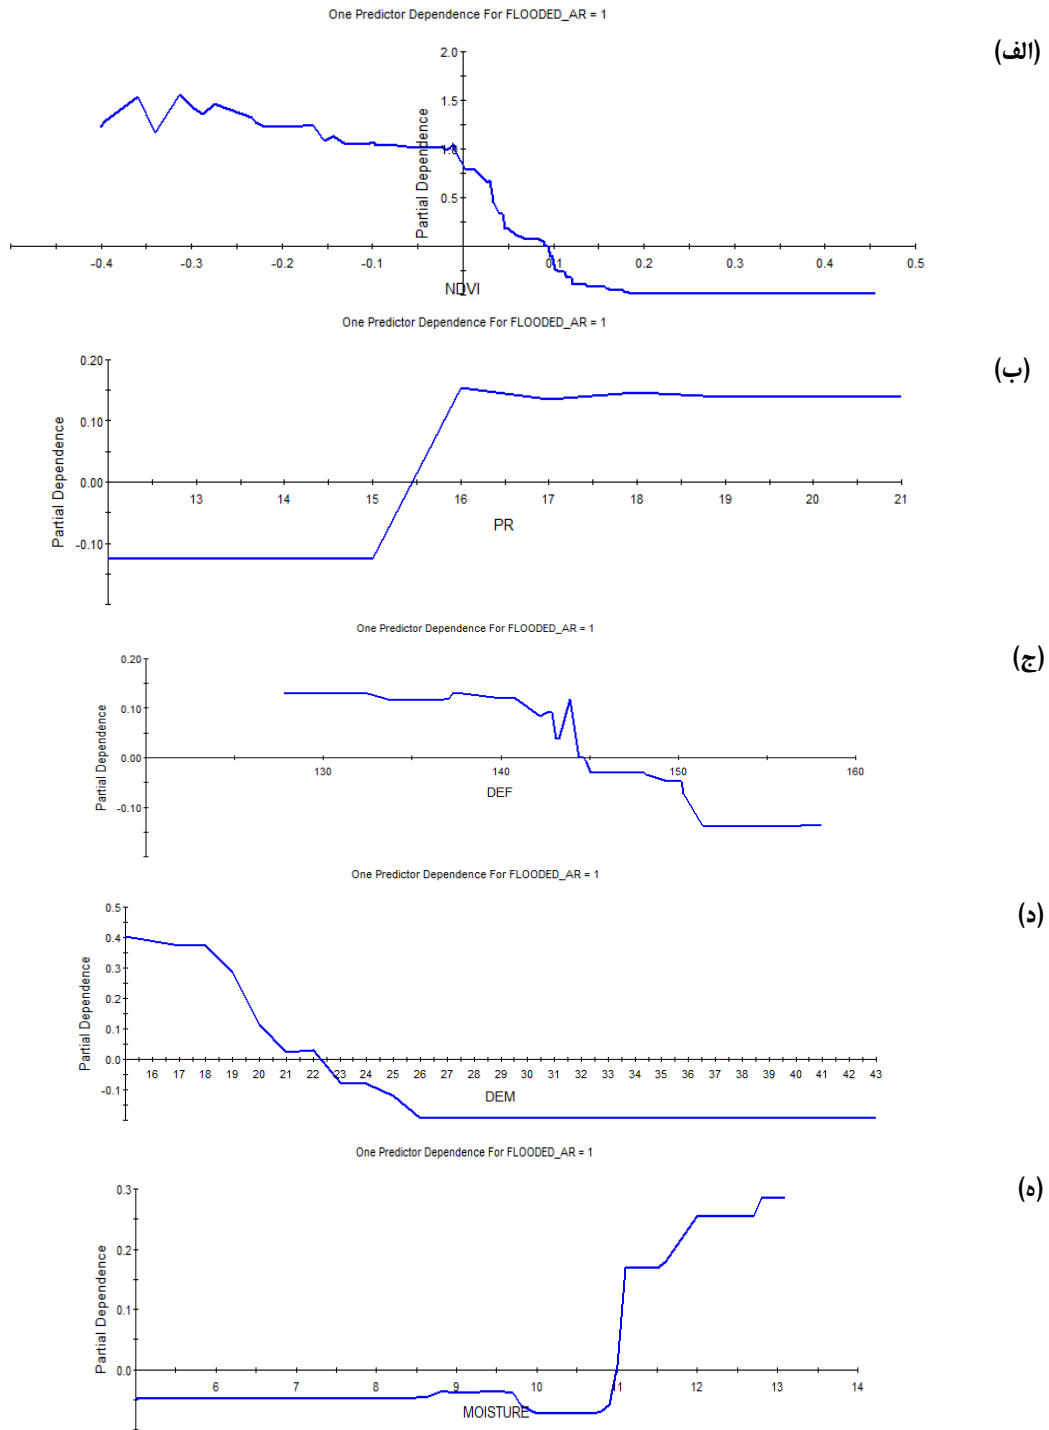 One Predictor Dependence For FLOODED_AR = 1
(الف)
2.0
1.5
1.0
0.5
Partial Dependence
-0.4 -0.3 -0.2 -0.1 0.1 0.2 0.3 0.4 0.5
NDVI
One Predictor Dependence For FLOODED_AR = 1
(ب)
0.20
0.10
0.00
-0.10
Partial Dependence
13 14 15 16 17 18 19 20 21
PR
One Predictor Dependence For FLOODED_AR = 1
(ج)
0.20
0.10
0.00
-0.10
Partial Dependence
130 140 150 160
DEF
One Predictor Dependence For FLOODED_AR = 1
(د)
0.5
0.4
0.3
0.2
0.1
0.0
-0.1
Partial Dependence
16 17 18 19 20 21 22 23 24 25 26 27 28 29 30 31 32 33 34 35 36 37 38 39 40 41 42 43
DEM
One Predictor Dependence For FLOODED_AR = 1
(ه)
0.3
0.2
0.1
0.0
Partial Dependence
6 7 8 9 10 11 12 13 14
MOISTURE